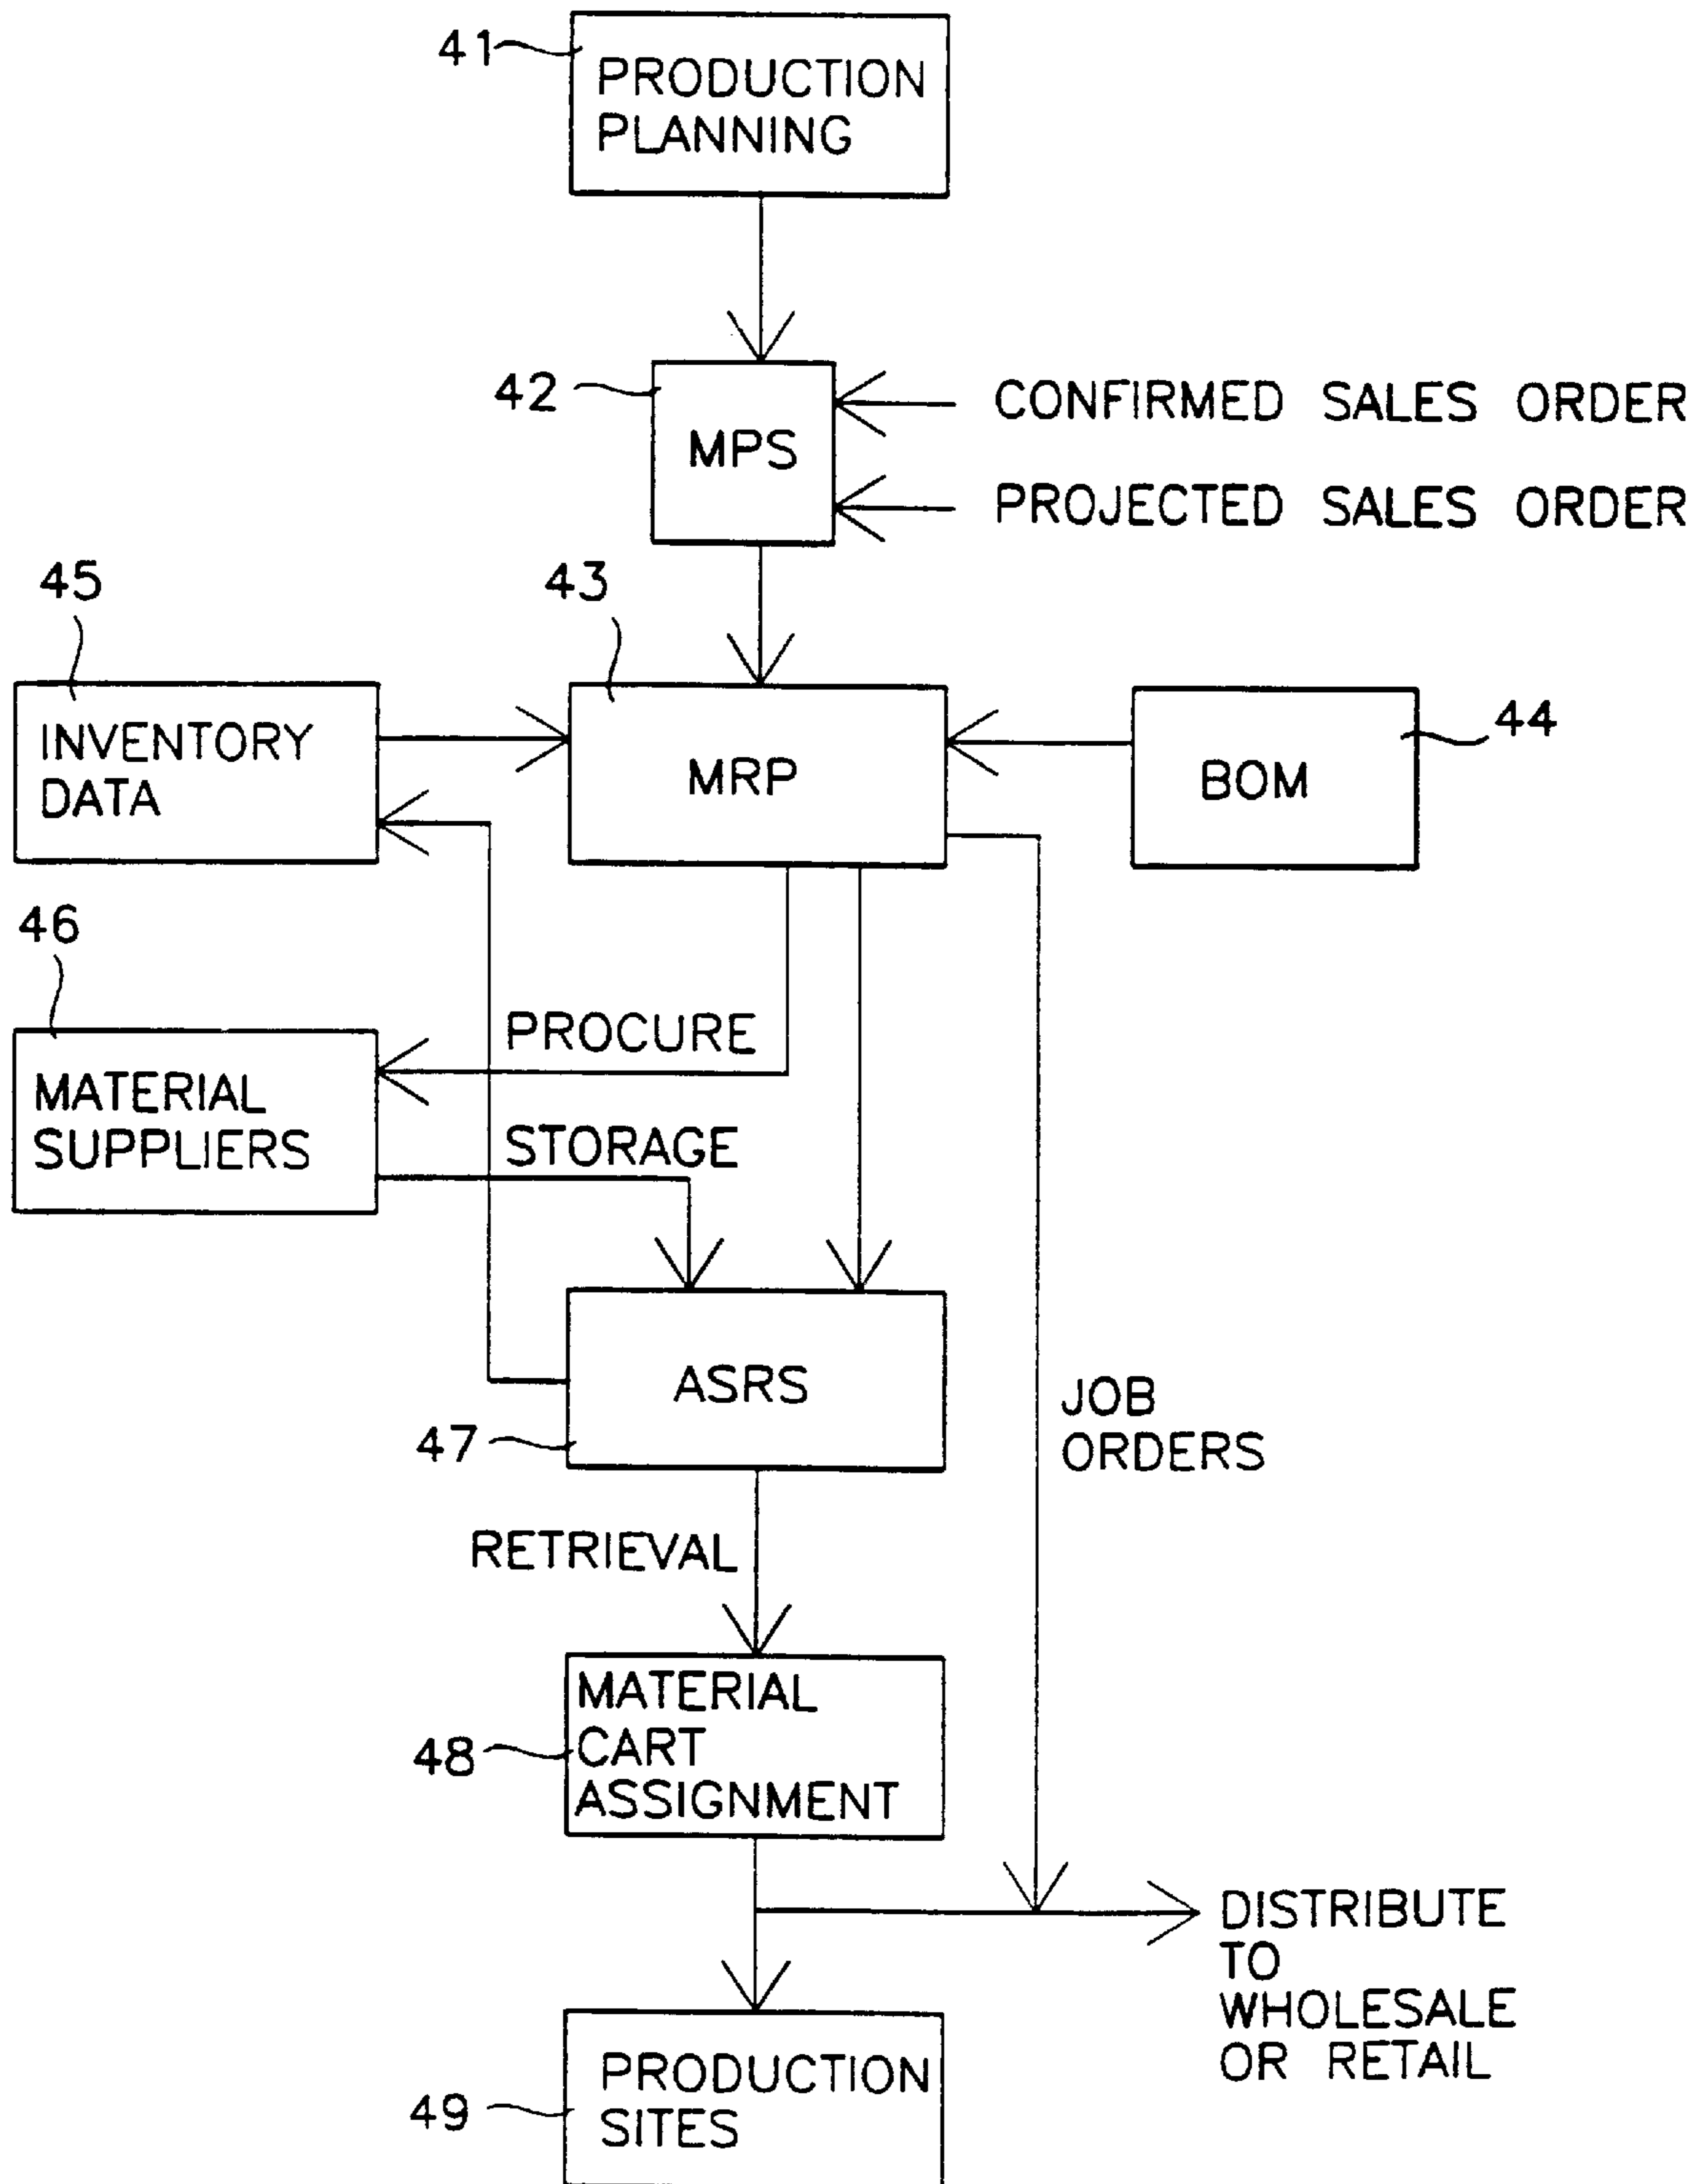 41
PRODUCTION
PLANNING
42
MPS
CONFIRMED SALES ORDER
PROJECTED SALES ORDER
45
43
INVENTORY
DATA
MRP
BOM
44
46
PROCURE
MATERIAL
SUPPLIERS
STORAGE
ASRS
47
JOB
ORDERS
RETRIEVAL
MATERIAL
CART
ASSIGNMENT
48
DISTRIBUTE
TO
WHOLESALE
OR RETAIL
PRODUCTION
SITES
49